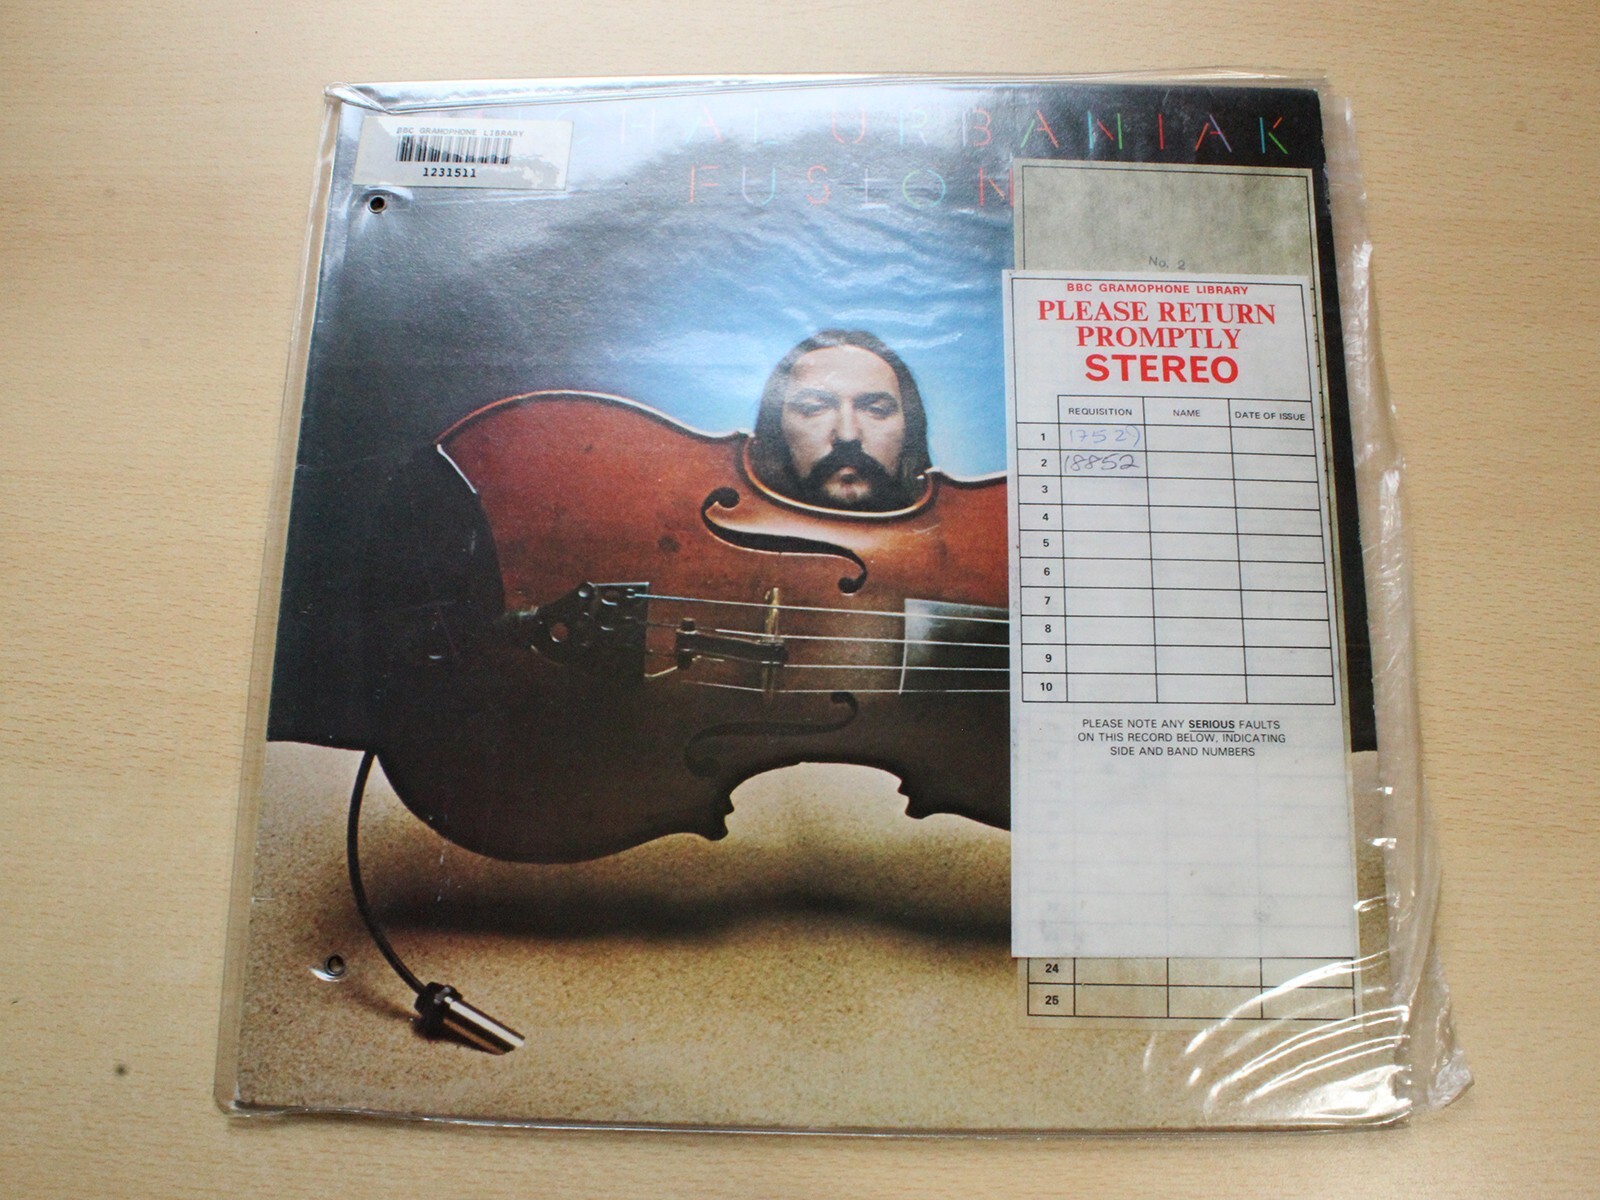 BBC GRAMOPHONE LIBRARY
1231511
MICHAL URBANIAK
FUSION
No. 2
BBC GRAMOPHONE LIBRARY
PLEASE RETURN
PROMPTLY
STEREO
REQUISITION NAME DATE OF ISSUE
1 17529
2 18852
3
4
5
6
7
8
9
10
PLEASE NOTE ANY SERIOUS FAULTS
ON THIS RECORD BELOW, INDICATING
SIDE AND BAND NUMBERS
24
25